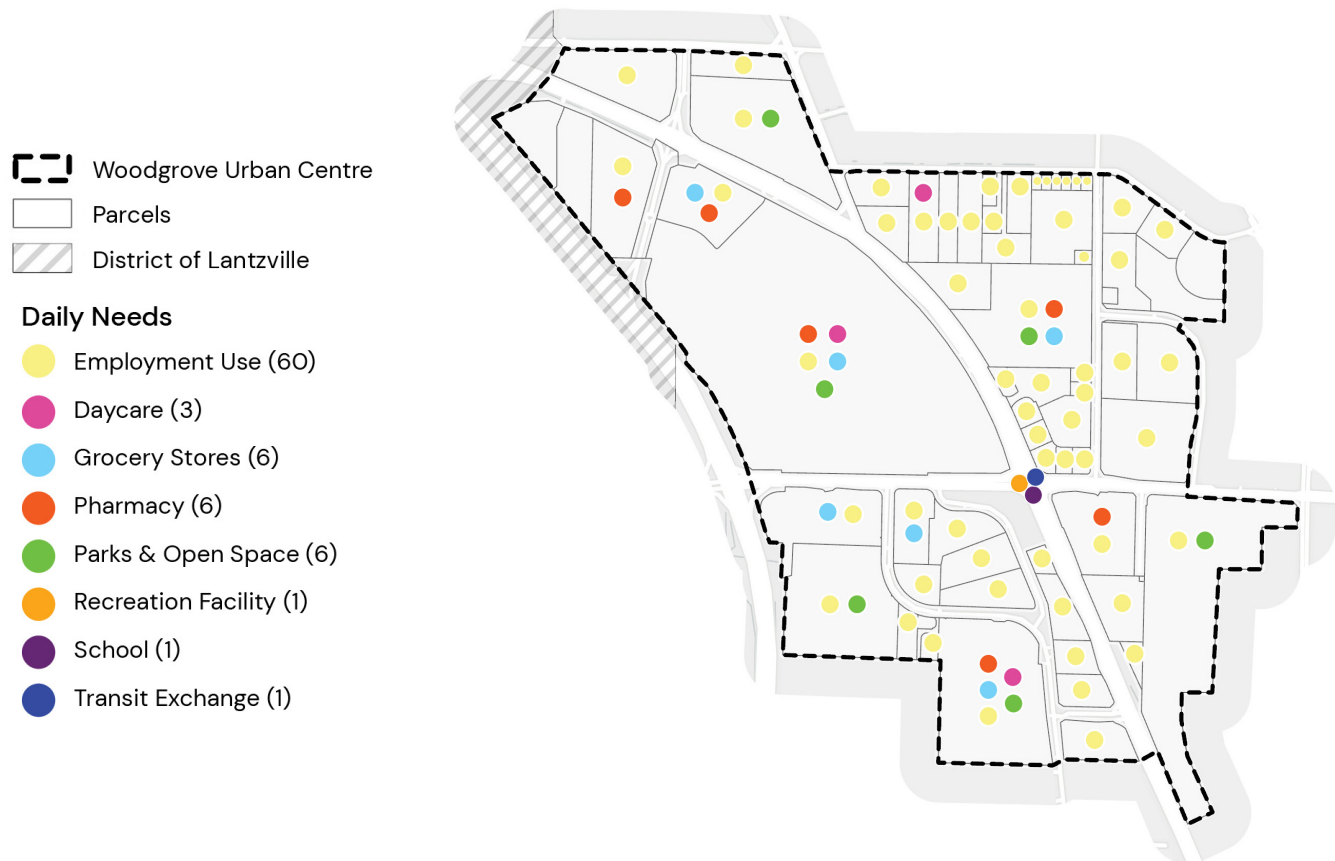 Woodgrove Urban Centre
Parcels
District of Lantzville
Daily Needs
Employment Use (60)
Daycare (3)
Grocery Stores (6)
Pharmacy (6)
Parks & Open Space (6)
Recreation Facility (1)
School (1)
Transit Exchange (1)